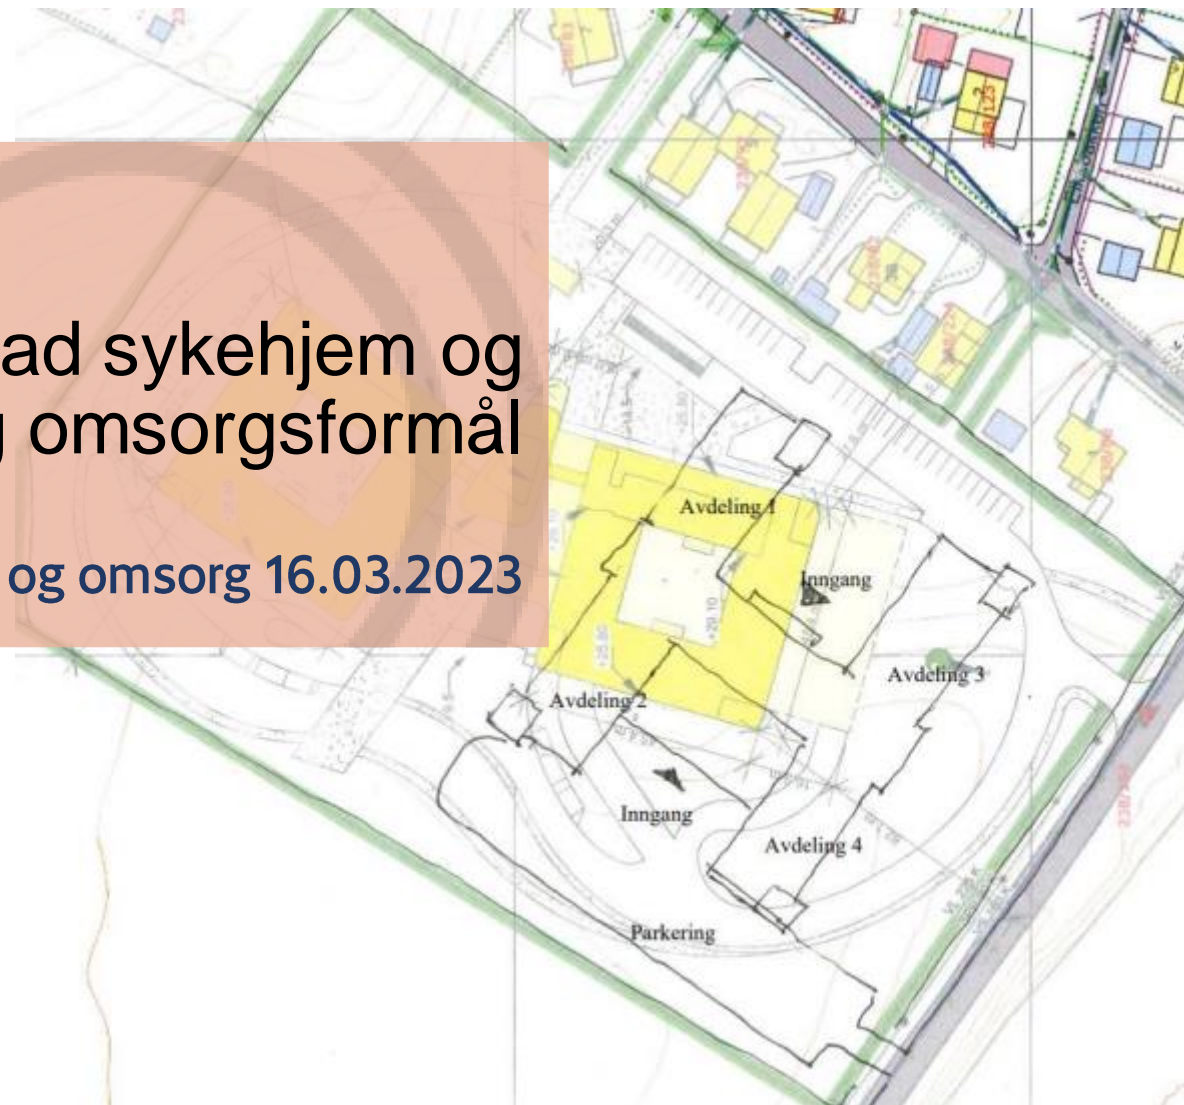 ad sykehjem og
omsorgsformål
og omsorg 16.03.2023
Avdeling 1
Inngang
Avdeling 3
Avdeling 2
Inngang
Avdeling 4
Parkering